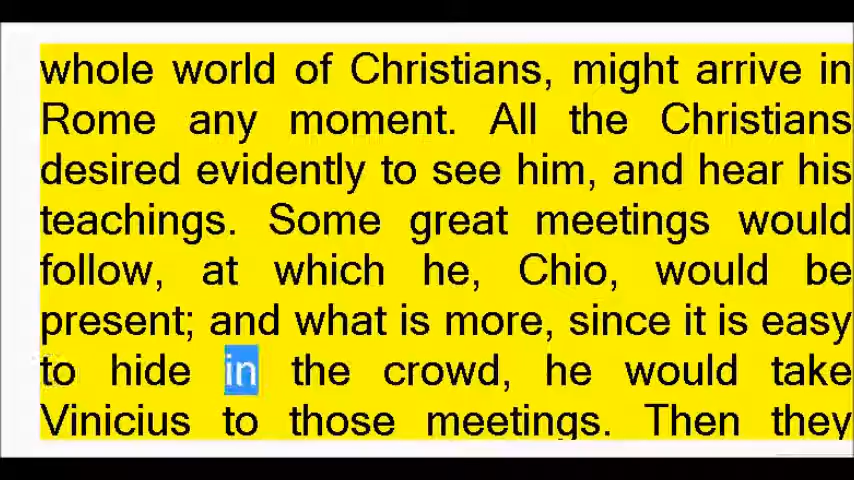 whole world of Christians, might arrive in
Rome any moment. All the Christians
desired evidently to see him, and hear his
teachings. Some great meetings would
follow, at which he, Chio, would be
present; and what is more, since it is easy
to hide in the crowd, he would take
Vinicius to those meetings. Then they